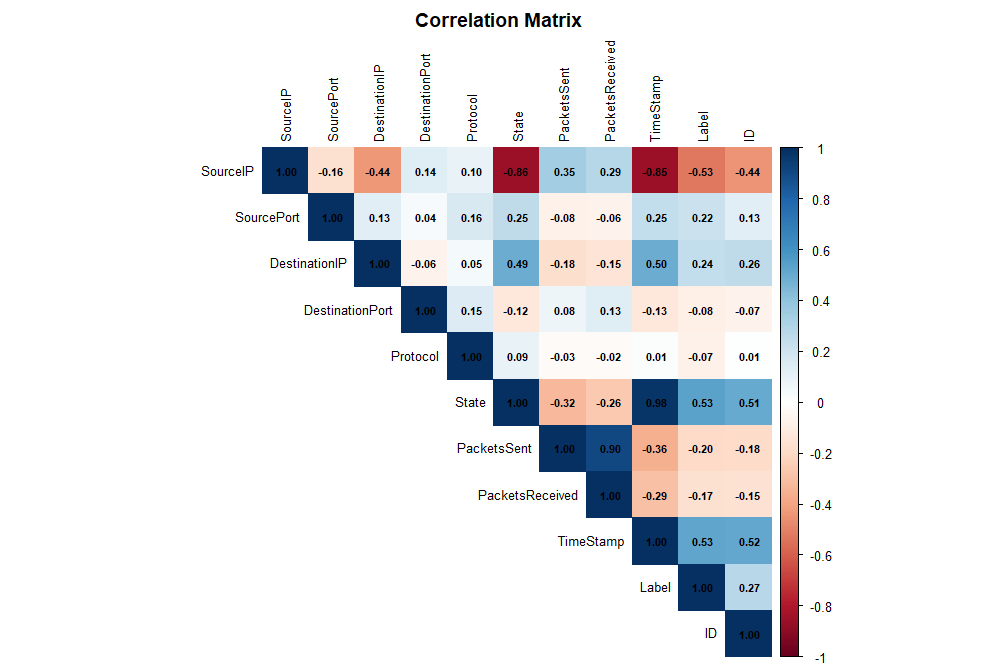 Correlation Matrix
SourceIP SourcePort DestinationIP DestinationPort Protocol State PacketsSent PacketsReceived TimeStamp Label ID
SourceIP 1.00 -0.16 -0.44 0.14 0.10 -0.86 0.35 0.29 -0.85 -0.53 -0.44
SourcePort 1.00 0.13 0.04 0.16 0.25 -0.08 -0.06 0.25 0.22 0.13
DestinationIP 1.00 -0.06 0.05 0.49 -0.18 -0.15 0.50 0.24 0.26
DestinationPort 1.00 0.15 -0.12 0.08 0.13 -0.13 -0.08 -0.07
Protocol 1.00 0.09 -0.03 -0.02 0.01 -0.07 0.01
State 1.00 -0.32 -0.26 0.98 0.53 0.51
PacketsSent 1.00 0.90 -0.36 -0.20 -0.18
PacketsReceived 1.00 -0.29 -0.17 -0.15
TimeStamp 1.00 0.53 0.52
Label 1.00 0.27
ID 1.00
1
0.8
0.6
0.4
0.2
0
-0.2
-0.4
-0.6
-0.8
-1